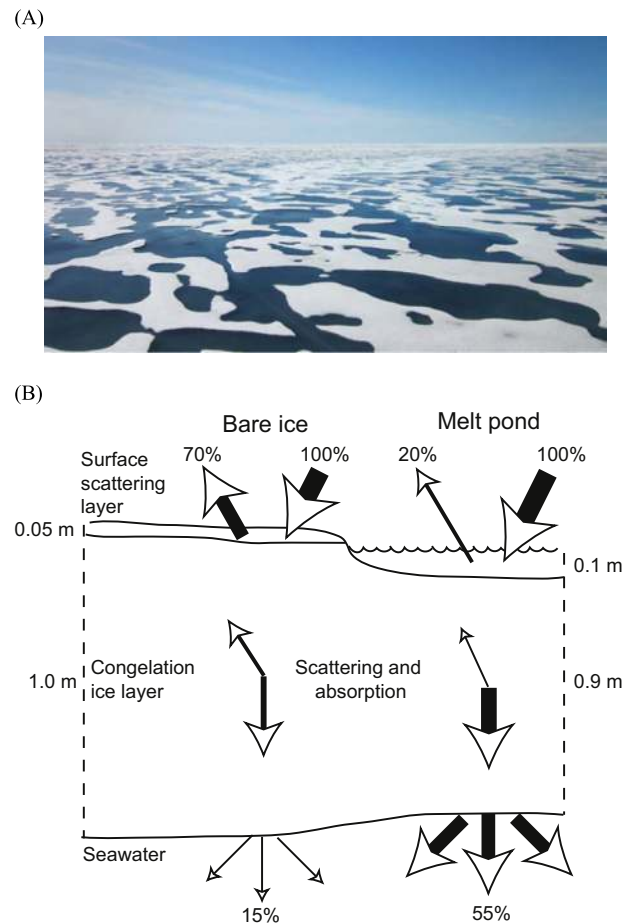 (A)
(B)
Bare ice
Melt pond
70%
100%
20%
100%
Surface
scattering
layer
0.05 m
0.1 m
1.0 m
Congelation
ice layer
Scattering and
absorption
0.9 m
Seawater
15%
55%